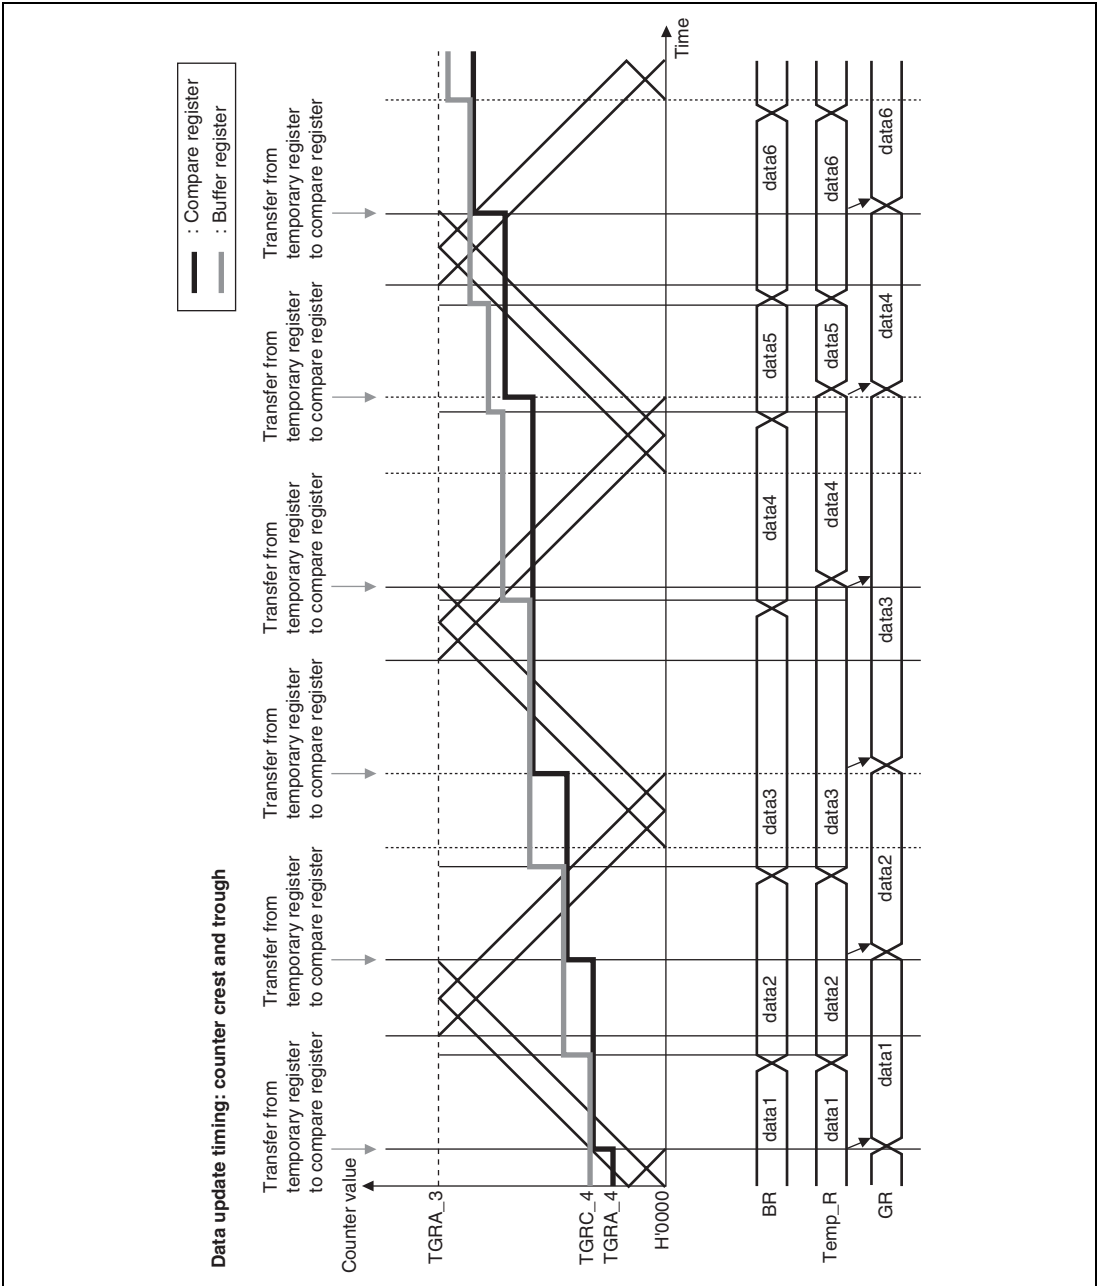 Data update timing: counter crest and trough
: Compare register
: Buffer register
Transfer from
temporary register
to compare register
Transfer from
temporary register
to compare register
Transfer from
temporary register
to compare register
Transfer from
temporary register
to compare register
Transfer from
temporary register
to compare register
Transfer from
temporary register
to compare register
Counter value
TGRA_3
TGRC_4
TGRA_4
H'0000
Time
BR
data1
data2
data3
data4
data5
data6
Temp_R
data1
data2
data3
data4
data5
data6
GR
data1
data2
data3
data4
data6